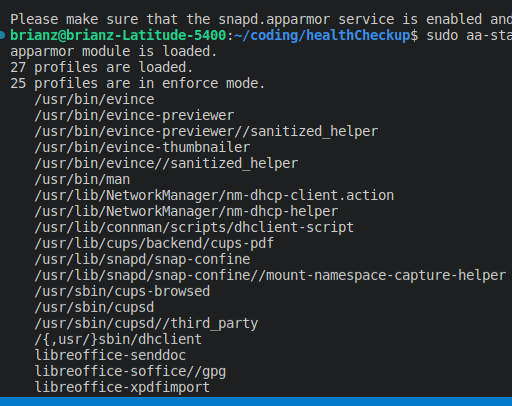 Please make sure that the snapd.apparmor service is enabled and
brianz@brianz-Latitude-5400:~/coding/healthCheckup$ sudo aa-sta
apparmor module is loaded.
27 profiles are loaded.
25 profiles are in enforce mode.
   /usr/bin/evince
   /usr/bin/evince-previewer
   /usr/bin/evince-previewer//sanitized_helper
   /usr/bin/evince-thumbnailer
   /usr/bin/evince//sanitized_helper
   /usr/bin/man
   /usr/lib/NetworkManager/nm-dhcp-client.action
   /usr/lib/NetworkManager/nm-dhcp-helper
   /usr/lib/connman/scripts/dhclient-script
   /usr/lib/cups/backend/cups-pdf
   /usr/lib/snapd/snap-confine
   /usr/lib/snapd/snap-confine//mount-namespace-capture-helper
   /usr/sbin/cups-browsed
   /usr/sbin/cupsd
   /usr/sbin/cupsd//third_party
   /{,usr/}sbin/dhclient
   libreoffice-senddoc
   libreoffice-soffice//gpg
   libreoffice-xpdfimport